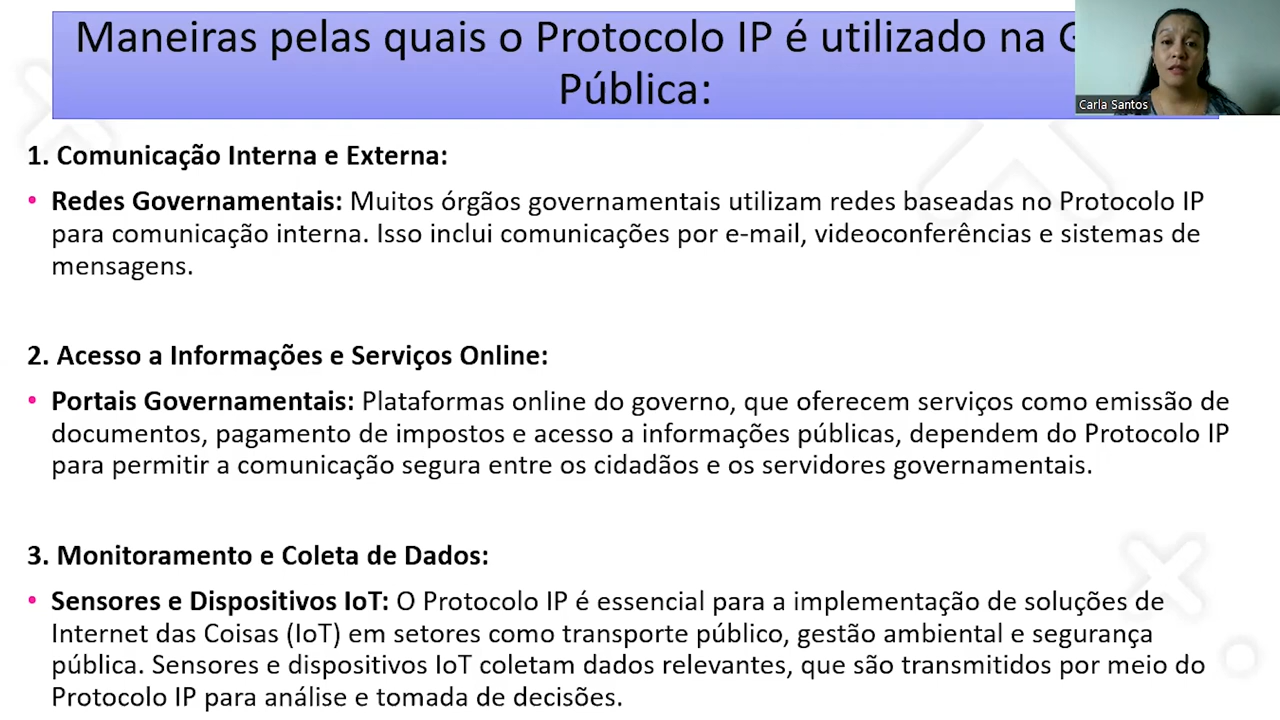 Maneiras pelas quais o Protocolo IP é utilizado na
Pública:
Carla Santos
1. Comunicação Interna e Externa:
• Redes Governamentais: Muitos órgãos governamentais utilizam redes baseadas no Protocolo IP
para comunicação interna. Isso inclui comunicações por e-mail, videoconferências e sistemas de
mensagens.
2. Acesso a Informações e Serviços Online:
• Portais Governamentais: Plataformas online do governo, que oferecem serviços como emissão de
documentos, pagamento de impostos e acesso a informações públicas, dependem do Protocolo IP
para permitir a comunicação segura entre os cidadãos e os servidores governamentais.
3. Monitoramento e Coleta de Dados:
• Sensores e Dispositivos IoT: O Protocolo IP é essencial para a implementação de soluções de
Internet das Coisas (IoT) em setores como transporte público, gestão ambiental e segurança
pública. Sensores e dispositivos IoT coletam dados relevantes, que são transmitidos por meio do
Protocolo IP para análise e tomada de decisões.